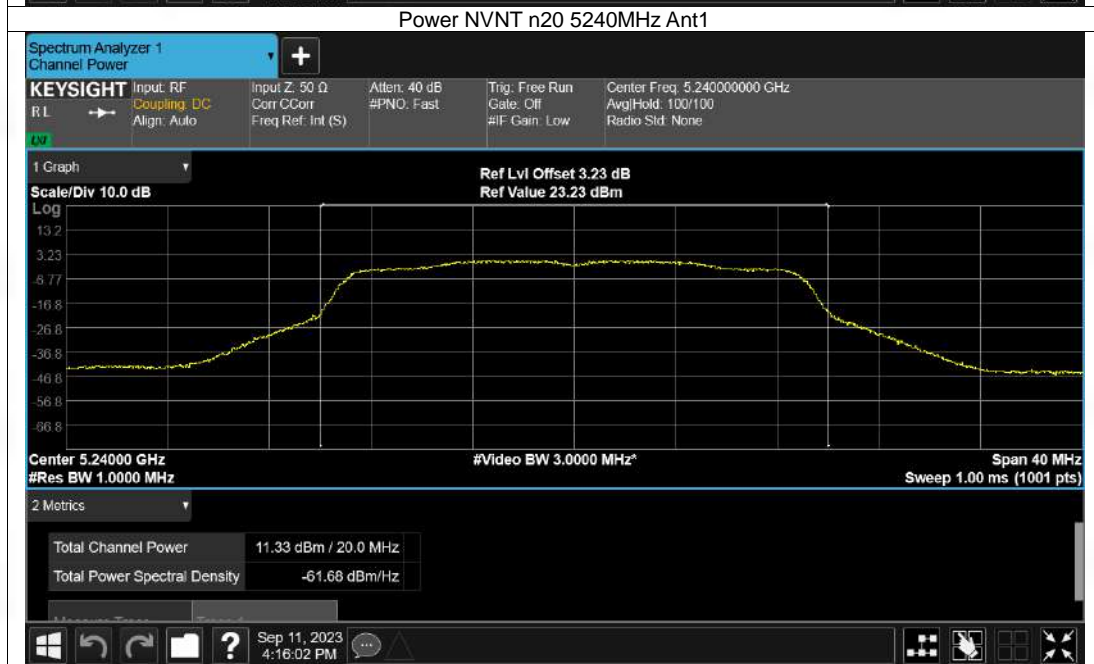 Power NVNT n20 5240MHz Ant1
Spectrum Analyzer 1
Channel Power
+
KEYSIGHT Input: RF Input Z: 50 Ω Atten: 40 dB Trig: Free Run Center Freq: 5.240000000 GHz
RL Coupling: DC Corr CCorr #PNO: Fast Gate: Off Avg|Hold: 100/100
Align: Auto Freq Ref: Int (S) #IF Gain: Low Radio Std: None
LXI
1 Graph
Ref Lvl Offset 3.23 dB
Scale/Div 10.0 dB Ref Value 23.23 dBm
Log
13.2
3.23
-6.77
-16.8
-26.8
-36.8
-46.8
-56.8
-66.8
Center 5.24000 GHz #Video BW 3.0000 MHz* Span 40 MHz
#Res BW 1.0000 MHz Sweep 1.00 ms (1001 pts)
2 Metrics
Total Channel Power 11.33 dBm / 20.0 MHz
Total Power Spectral Density -61.68 dBm/Hz
? Sep 11, 2023
4:16:02 PM